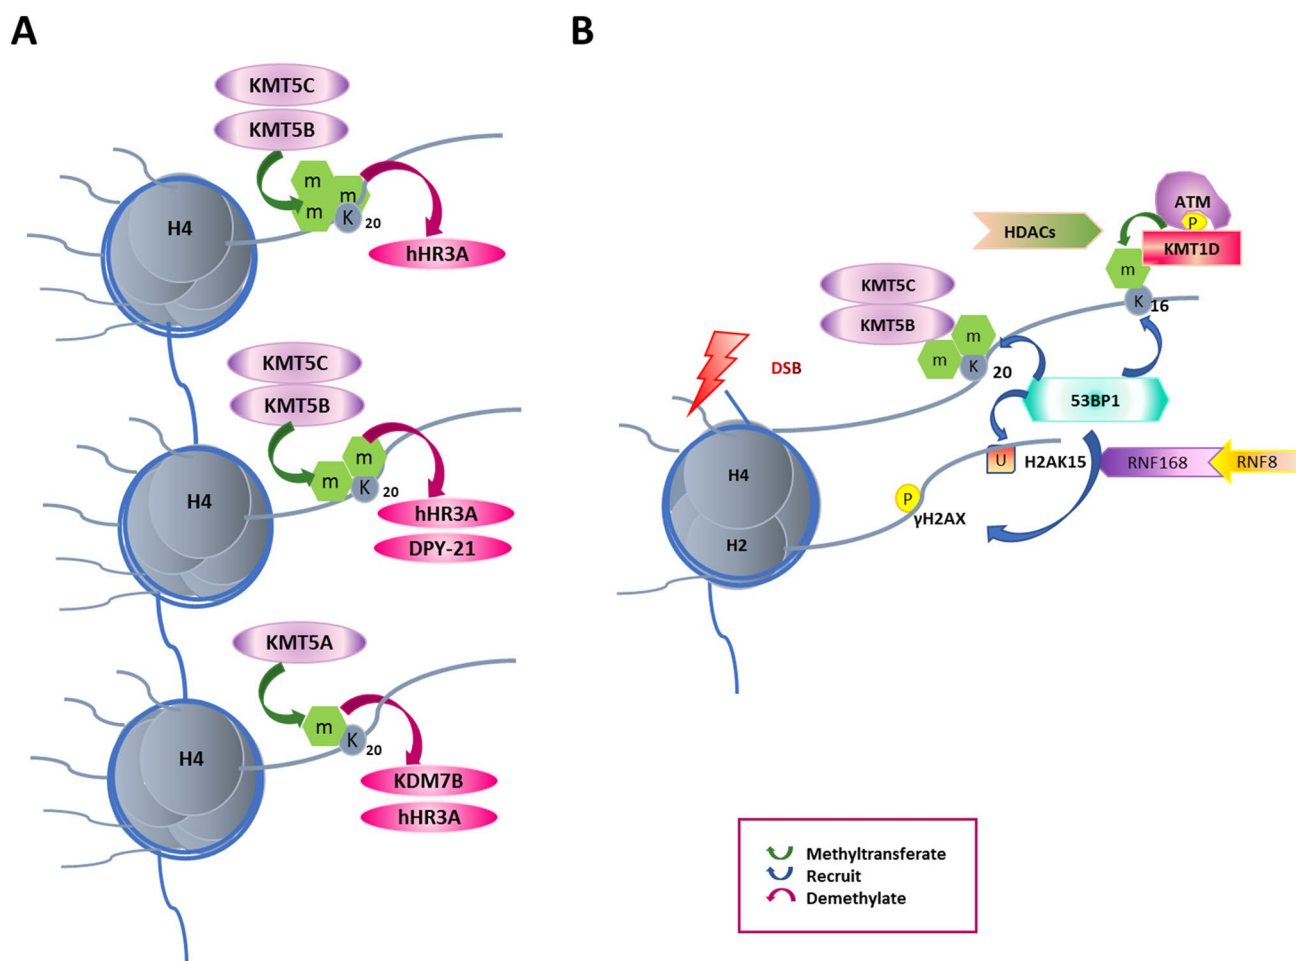 A
KMT5C
KMT5B
m
m
m
K
20
H4
hHR3A
KMT5C
KMT5B
m
m
K
20
H4
hHR3A
DPY-21
KMT5A
m
K
20
H4
KDM7B
hHR3A
B
ATM
P
HDACs
KMT1D
m
K
16
KMT5C
KMT5B
m
m
K
20
DSB
53BP1
U
H2AK15
RNF168
RNF8
H4
P
γH2AX
H2
Methyltransferate
Recruit
Demethylate